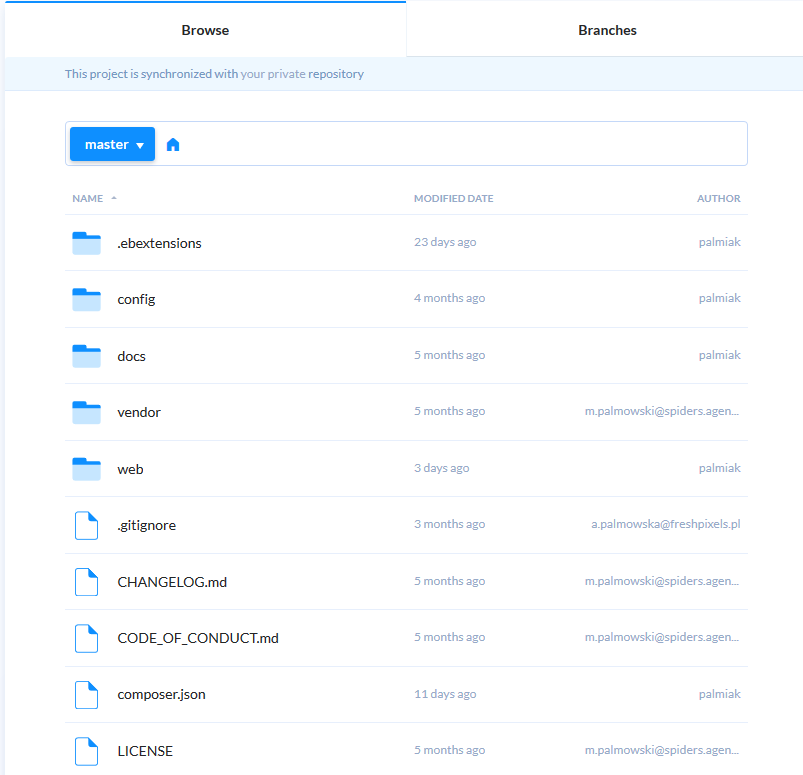 Browse Branches
This project is synchronized with your private repository
master
NAME MODIFIED DATE AUTHOR
.ebextensions 23 days ago palmiak
config 4 months ago palmiak
docs 5 months ago palmiak
vendor 5 months ago m.palmowski@spiders.agen...
web 3 days ago palmiak
.gitignore 3 months ago a.palmowska@freshpixels.pl
CHANGELOG.md 5 months ago m.palmowski@spiders.agen...
CODE_OF_CONDUCT.md 5 months ago m.palmowski@spiders.agen...
composer.json 11 days ago palmiak
LICENSE 5 months ago m.palmowski@spiders.agen...